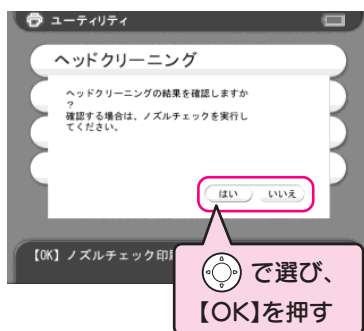 ユーティリティ
ヘッドクリーニング
ヘッドクリーニングの結果を確認しますか
?
確認する場合は、ノズルチェックを実行し
てください。
はい いいえ
【OK】ノズルチェック印
で選び、
【OK】を押す